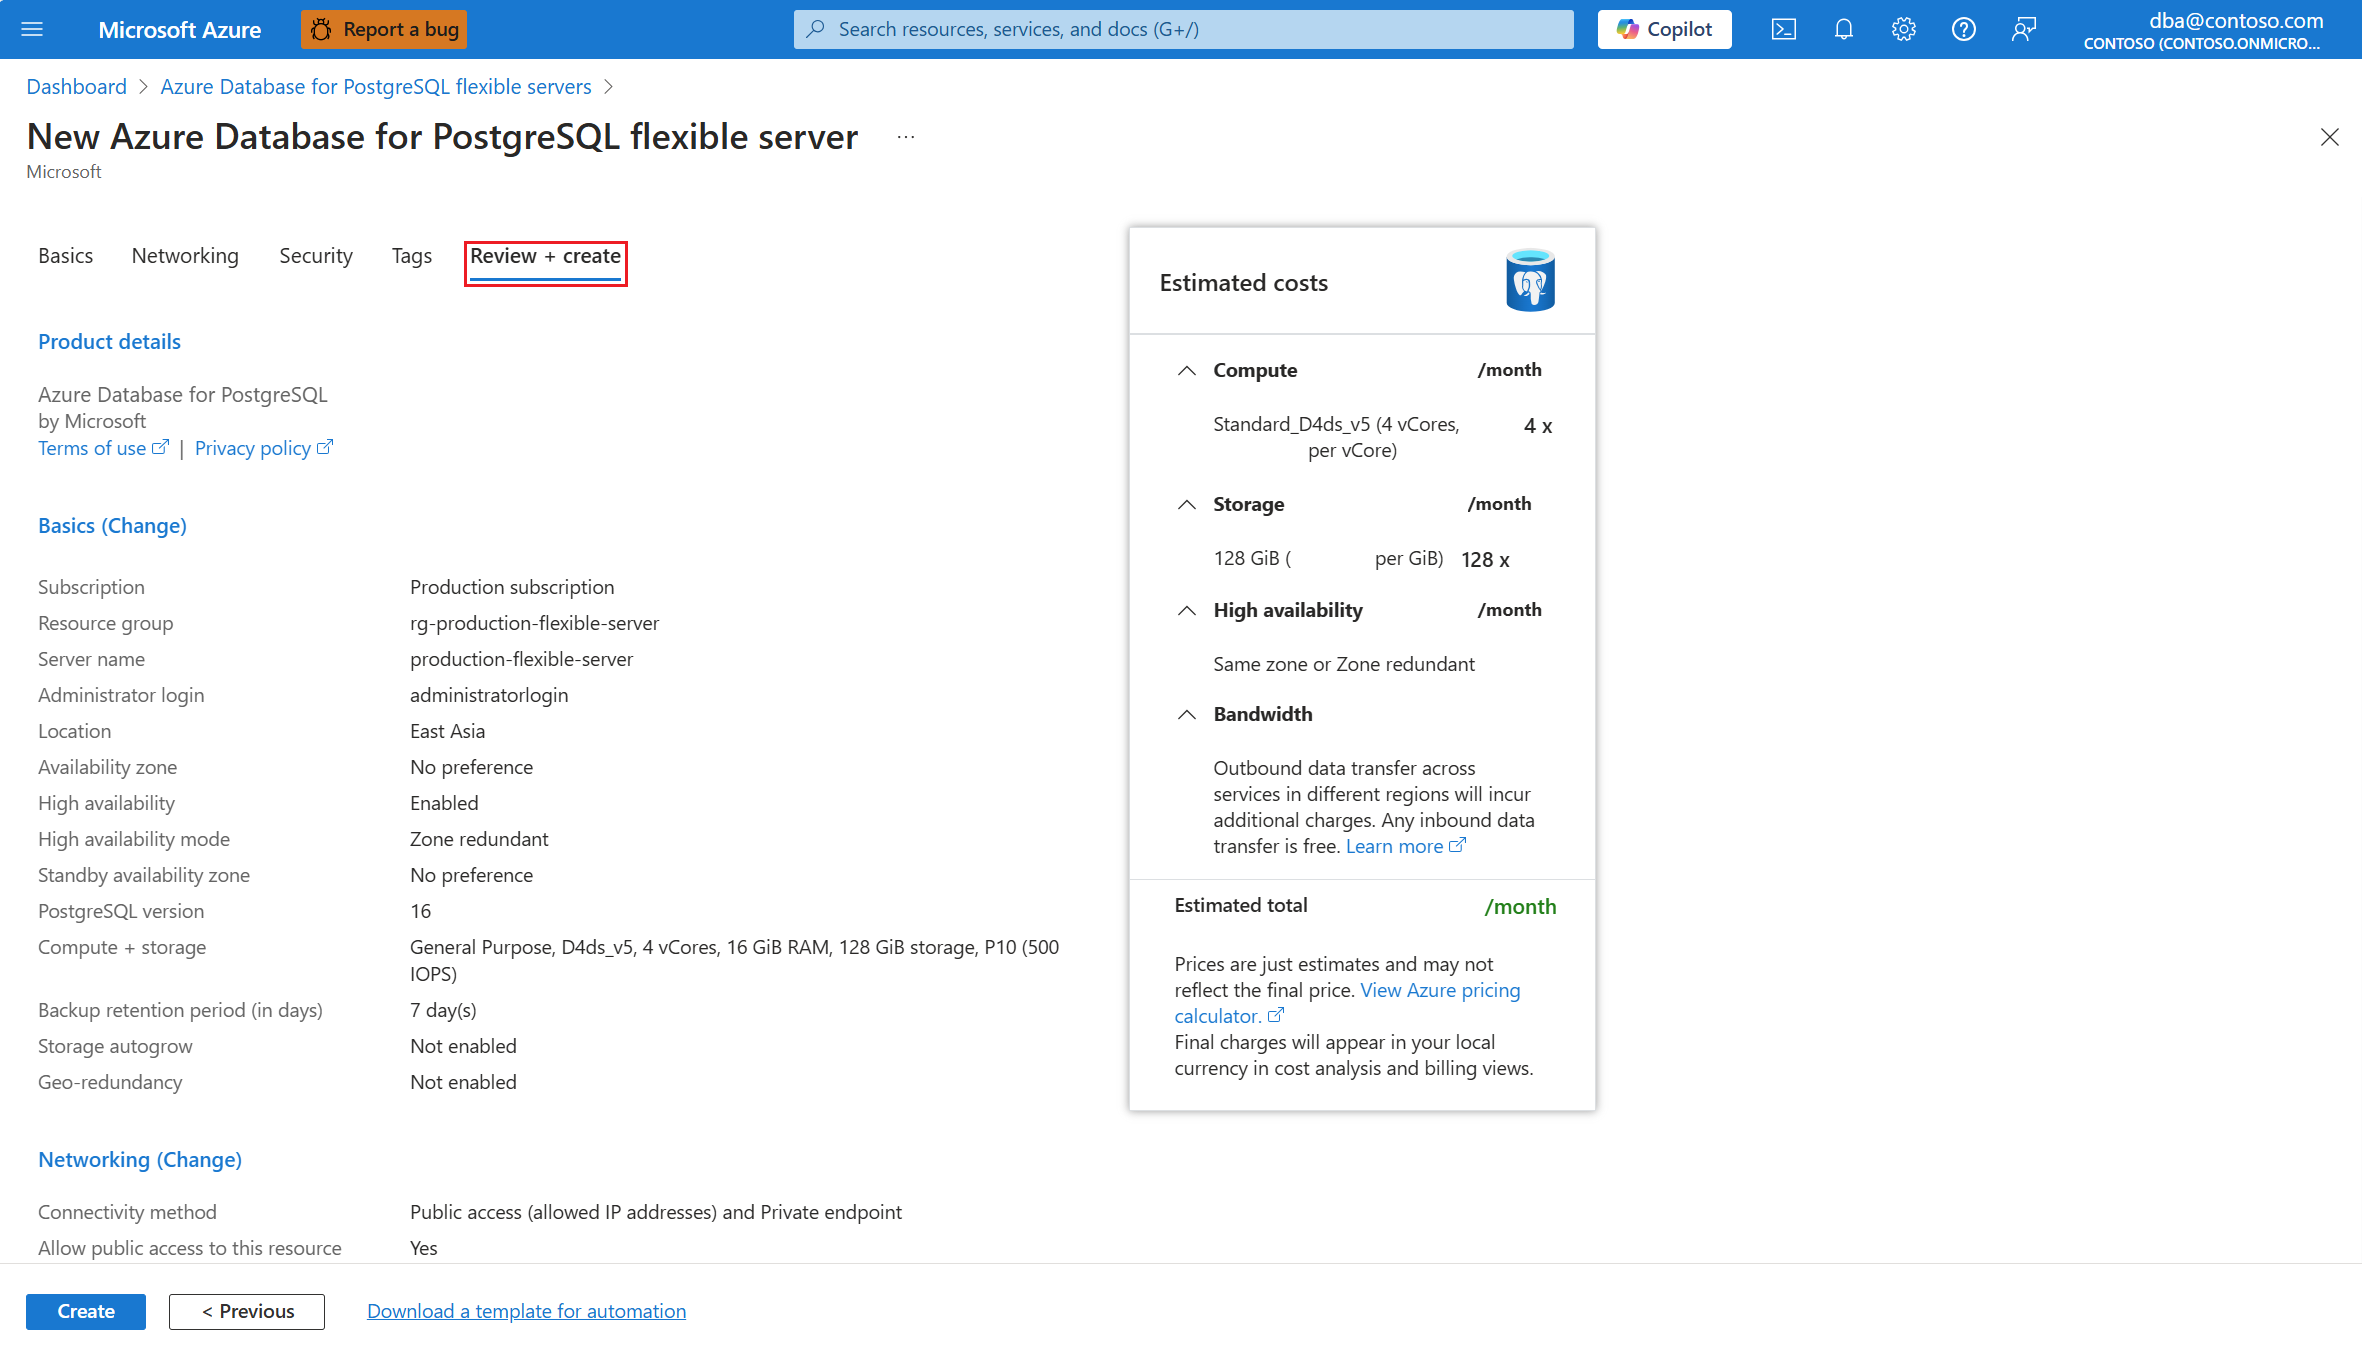 Microsoft Azure
Report a bug
Search resources, services, and docs (G+/)
Copilot
dba@contoso.com
CONTOSO (CONTOSO.ONMICRO...
Dashboard > Azure Database for PostgreSQL flexible servers >
New Azure Database for PostgreSQL flexible server ...
Microsoft
Basics
Networking
Security
Tags
Review + create
Product details
Azure Database for PostgreSQL
by Microsoft
Terms of use | Privacy policy
Basics (Change)
Subscription Production subscription
Resource group rg-production-flexible-server
Server name production-flexible-server
Administrator login administratorlogin
Location East Asia
Availability zone No preference
High availability Enabled
High availability mode Zone redundant
Standby availability zone No preference
PostgreSQL version 16
Compute + storage General Purpose, D4ds_v5, 4 vCores, 16 GiB RAM, 128 GiB storage, P10 (500
IOPS)
Backup retention period (in days) 7 day(s)
Storage autogrow Not enabled
Geo-redundancy Not enabled
Networking (Change)
Connectivity method Public access (allowed IP addresses) and Private endpoint
Allow public access to this resource Yes
Estimated costs
Compute /month
Standard_D4ds_v5 (4 vCores, 4 x
per vCore)
Storage /month
128 GiB ( per GiB) 128 x
High availability /month
Same zone or Zone redundant
Bandwidth
Outbound data transfer across
services in different regions will incur
additional charges. Any inbound data
transfer is free. Learn more
Estimated total /month
Prices are just estimates and may not
reflect the final price. View Azure pricing
calculator.
Final charges will appear in your local
currency in cost analysis and billing views.
Create
< Previous
Download a template for automation